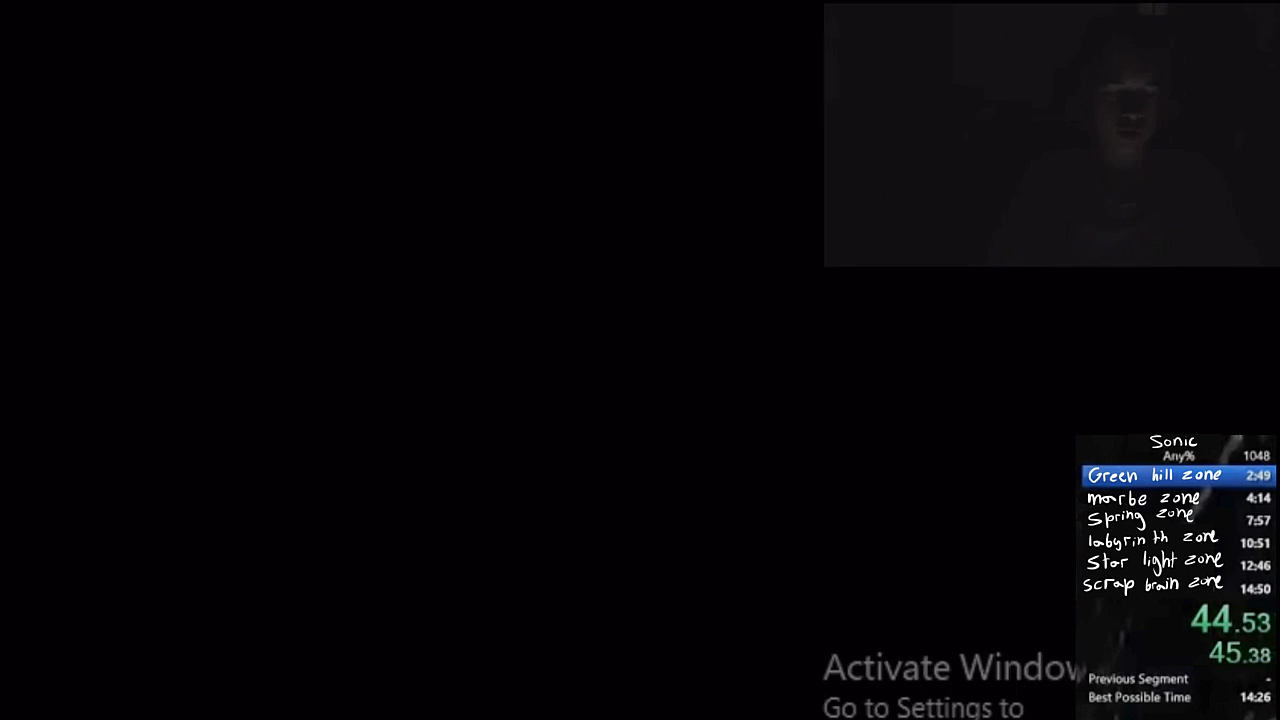 Sonic
Any% 1048
Green hill zone 2:49
marbe zone 4:14
Spring zone 7:57
labyrinth zone 10:51
Star light zone 12:46
scrap brain zone 14:50
44.53
45.38
Activate Window
Previous Segment -
Best Possible Time 14:26
Go to Settings to